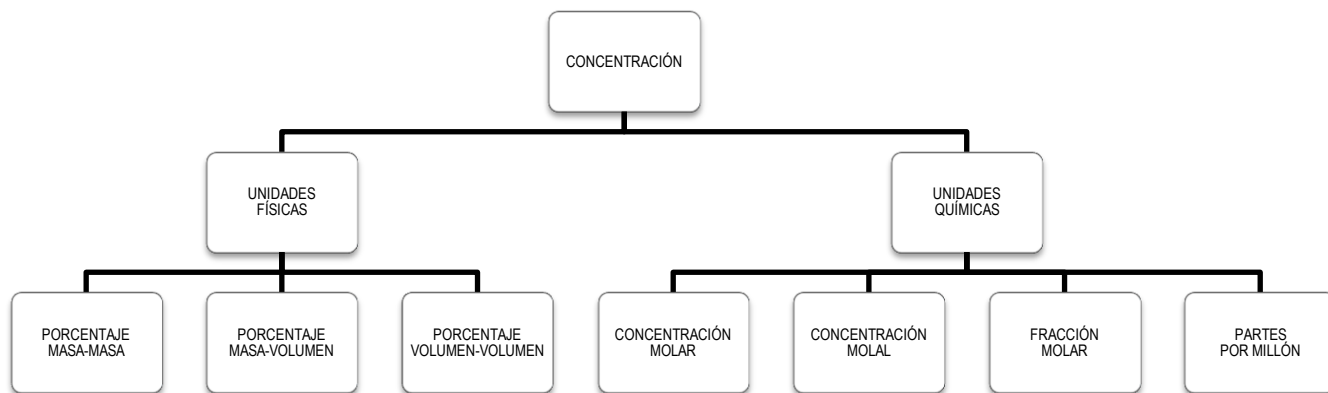 CONCENTRACIÓN
UNIDADES
FÍSICAS
UNIDADES
QUÍMICAS
PORCENTAJE
MASA-MASA
PORCENTAJE
MASA-VOLUMEN
PORCENTAJE
VOLUMEN-VOLUMEN
CONCENTRACIÓN
MOLAR
CONCENTRACIÓN
MOLAL
FRACCIÓN
MOLAR
PARTES
POR MILLÓN